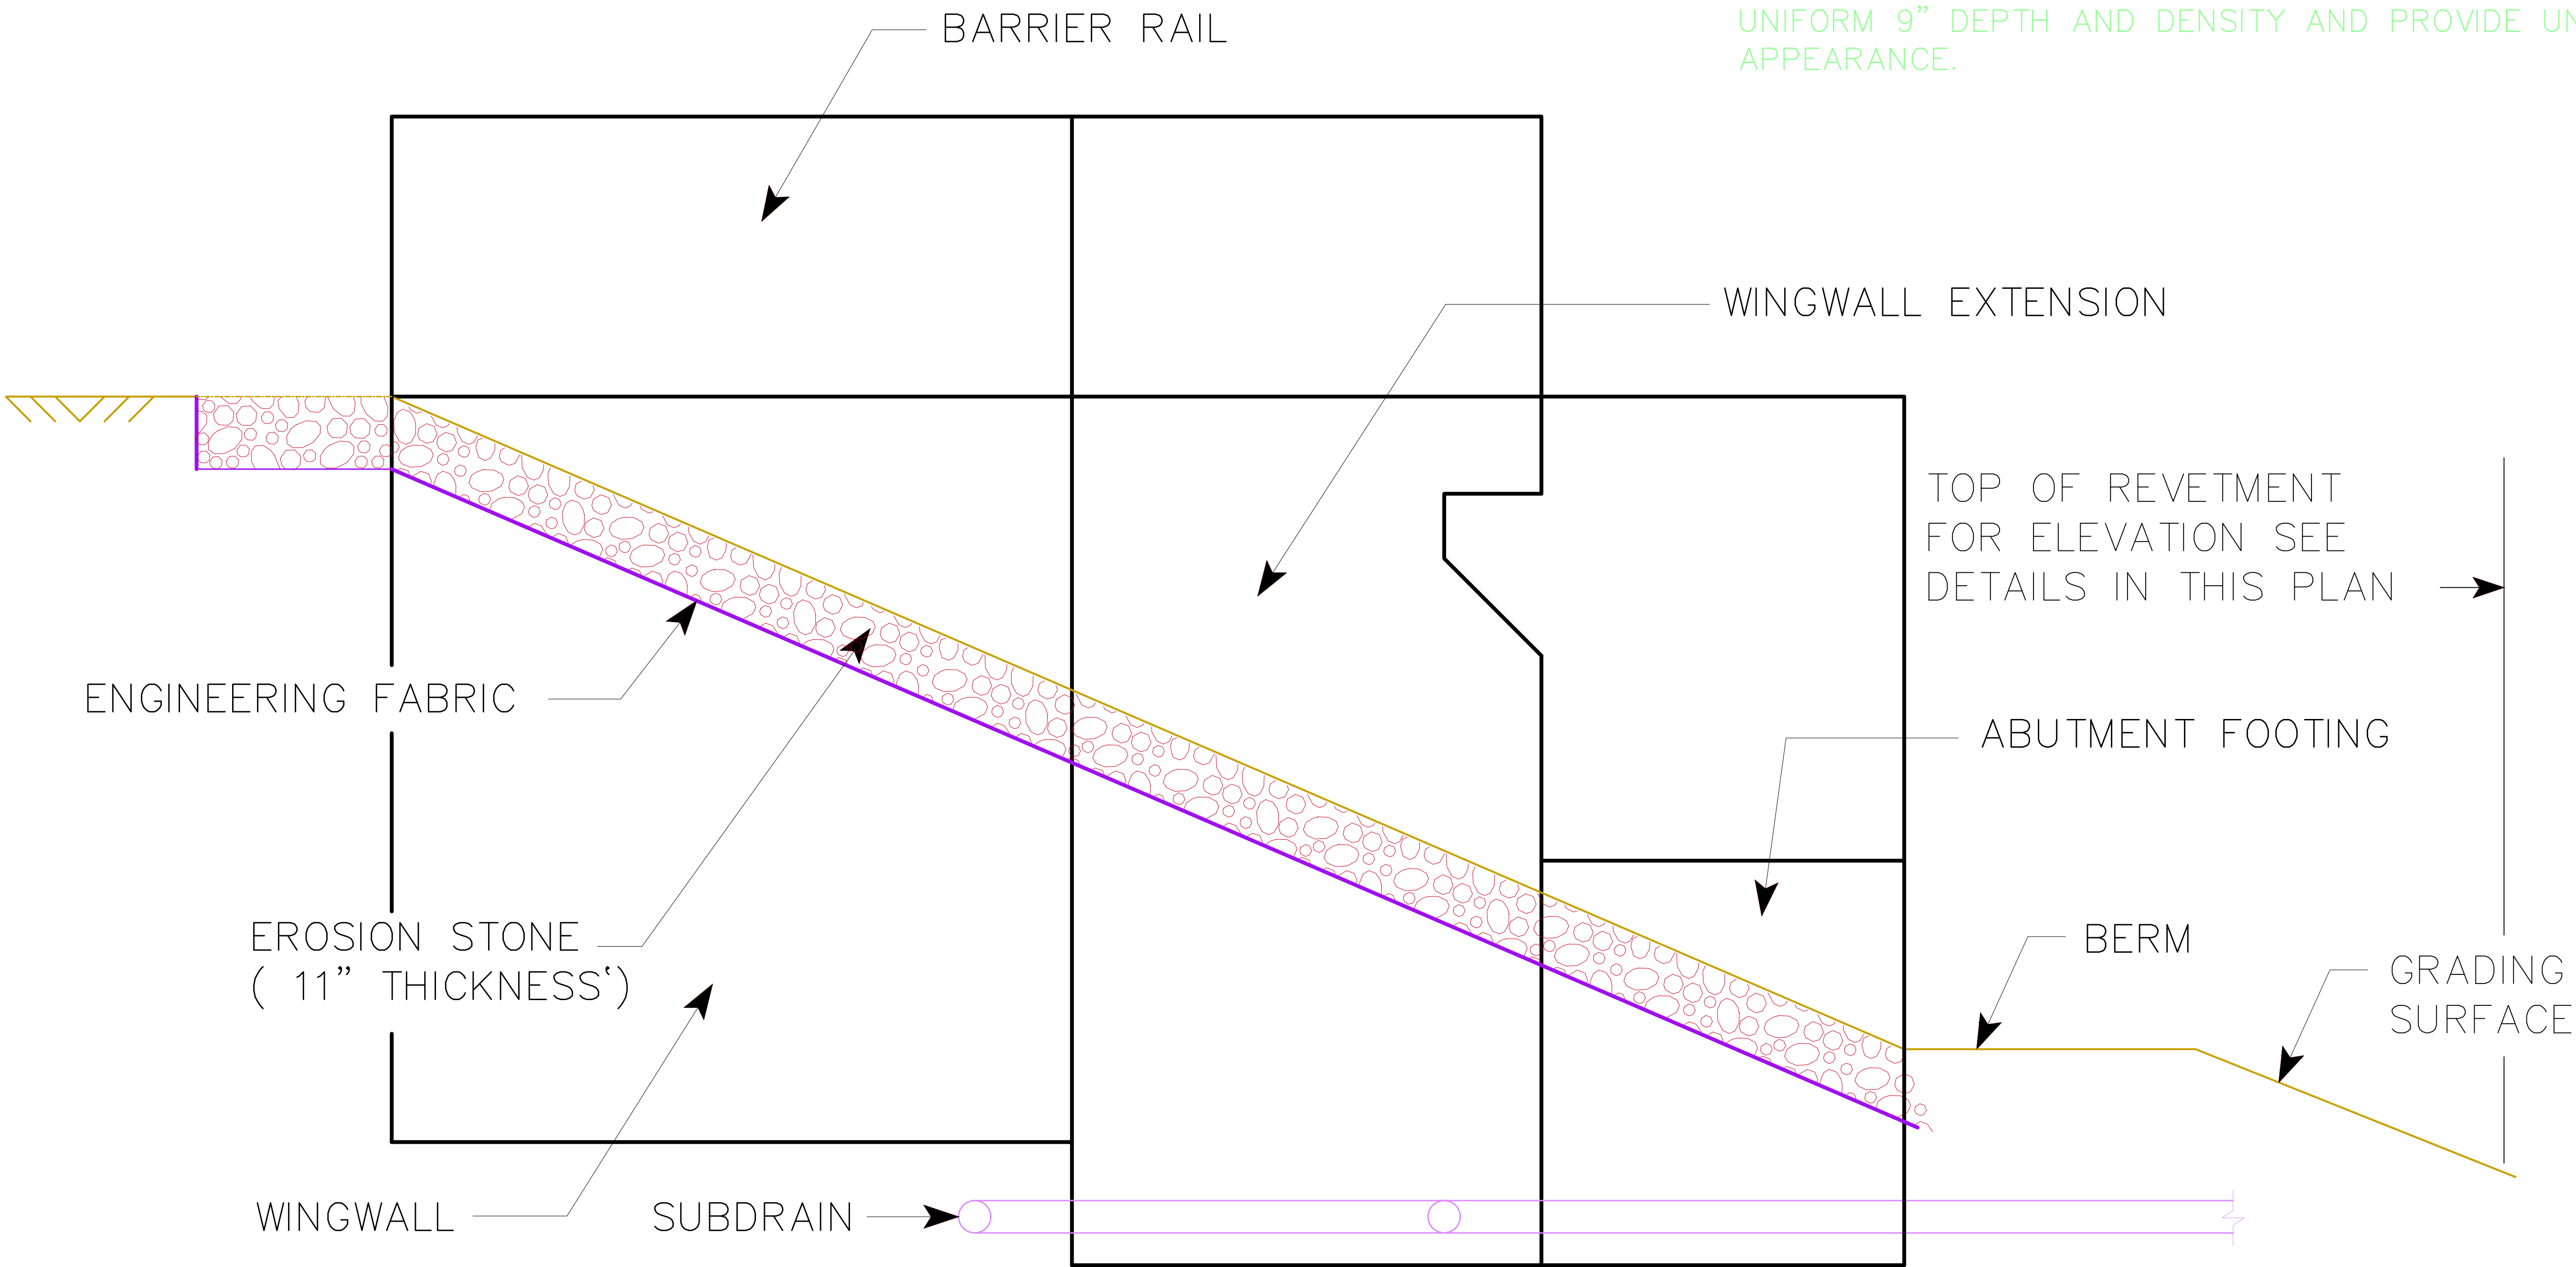 BARRIER RAIL
UNIFORM 9” DEPTH AND DENSITY AND PROVIDE
APPEARANCE.
WINGWALL EXTENSION
TOP OF REVETMENT
FOR ELEVATION SEE
DETAILS IN THIS PLAN
ENGINEERING FABRIC
ABUTMENT FOOTING
EROSION STONE
( 11” THICKNESS‘)
BERM
GRADING
SURFACE
WINGWALL
SUBDRAIN